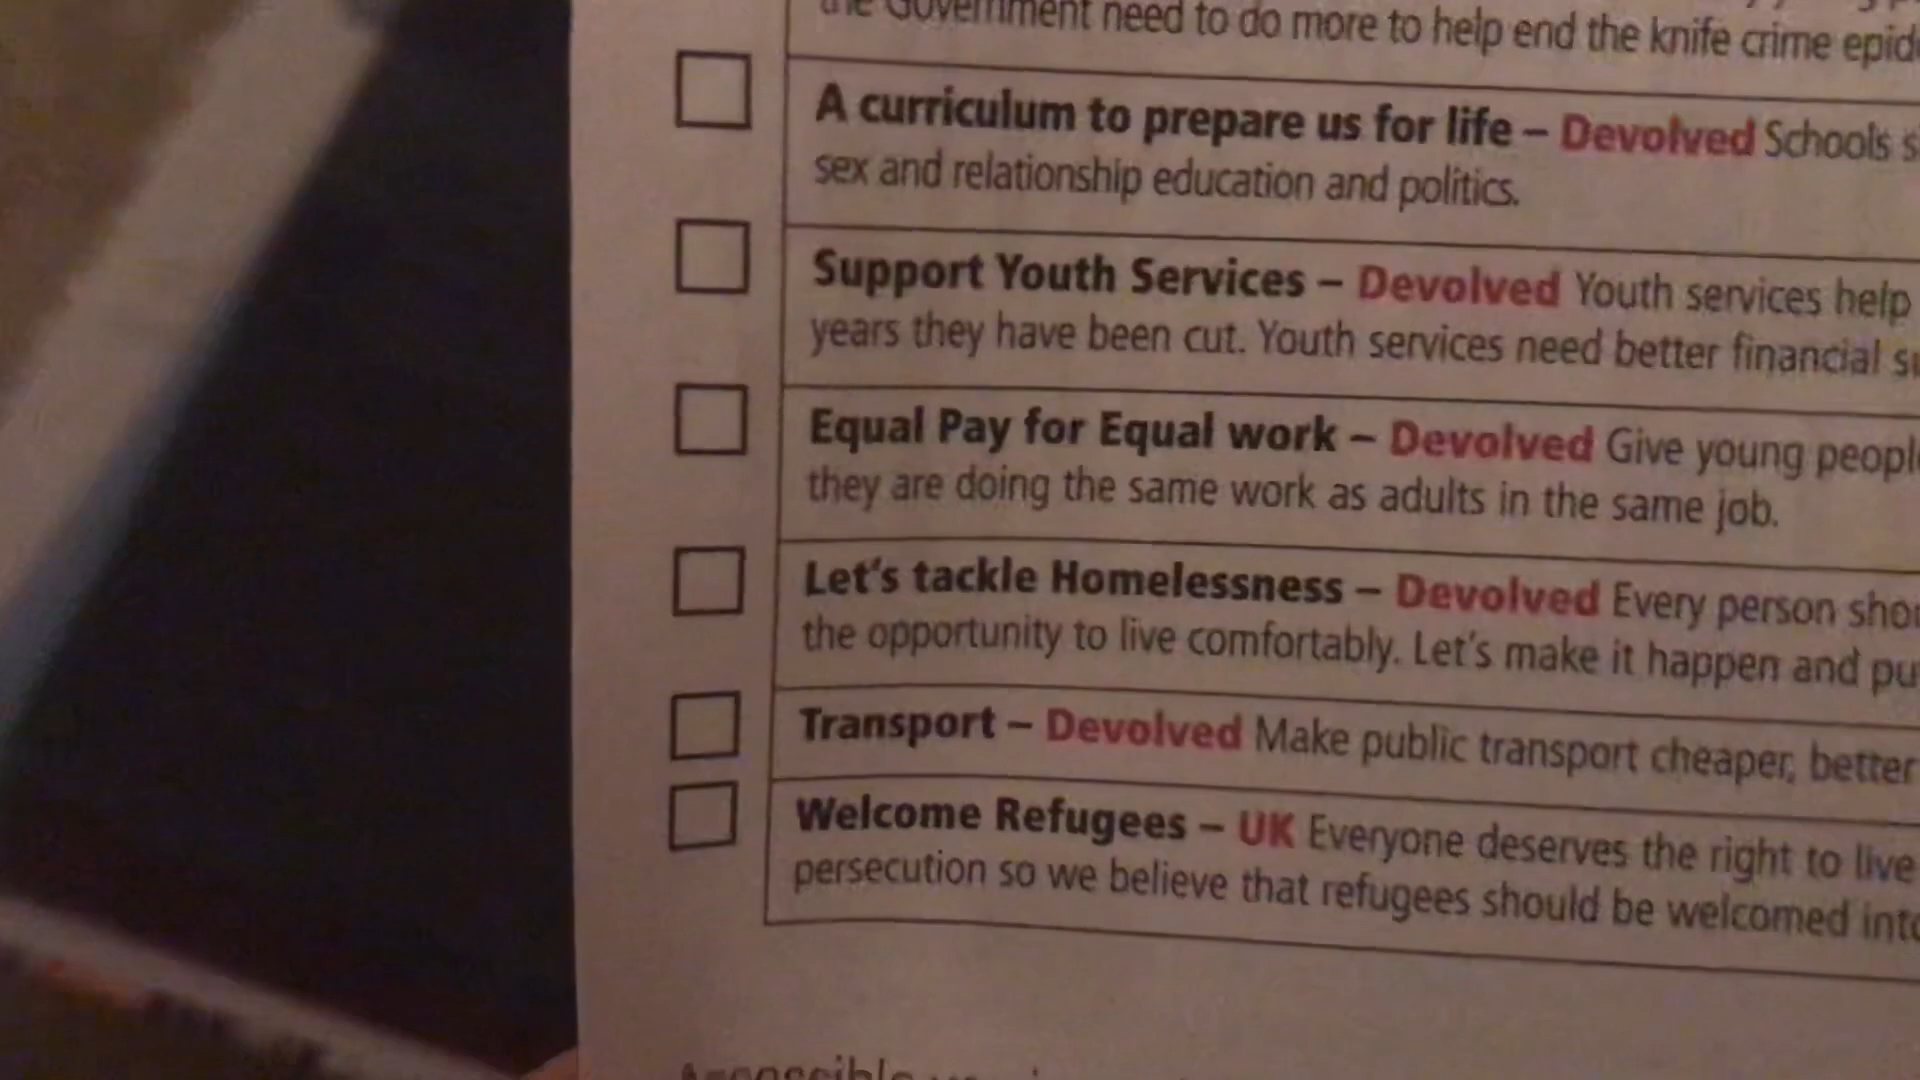 the Government need to do more to help end the knife crime
A curriculum to prepare us for life – Devolved Schools
sex and relationship education and politics.
Support Youth Services – Devolved Youth services help
years they have been cut. Youth services need better financial
Equal Pay for Equal work – Devolved Give young
they are doing the same work as adults in the same job.
Let's tackle Homelessness – Devolved Every person
the opportunity to live comfortably. Let's make it happen and
Transport – Devolved Make public transport cheaper, better
Welcome Refugees – UK Everyone deserves the right to live
persecution so we believe that refugees should be welcomed